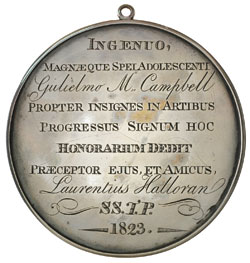 INGENUO,
MAGNÆQUE SPEI ADOLESCENTI
Gulielmo M. Campbell
PROPTER INSIGNES IN ARTIBUS
PROGRESSUS SIGNUM HOC
HONORARIUM DEDIT
PRÆCEPTOR EJUS, ET AMICUS,
Laurentius Halloran
SS.T.P.
1823.